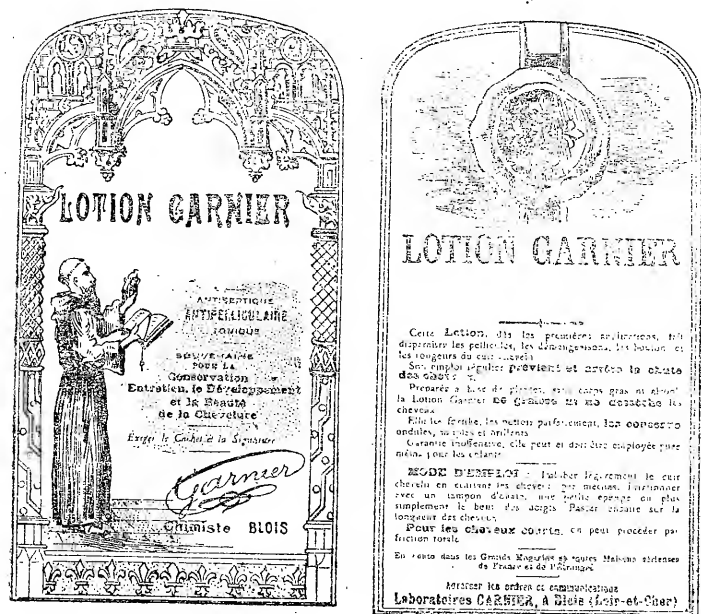 LOTION GARNIER
ANTISEPTIQUE
ANTIPELLICULAIRE
TONIQUE
SOUVERAINE
POUR LA
Conservation
Entretien, le Développement
et la Beauté
de la Chevelure
Exiger le Cachet et la Signature
Garnier
Chimiste BLOIS
LOTION GARNIER
Cette Lotion, dès les premières applications, fait
disparaître les pellicules, les démangeaisons, les boutons et
les rougeurs du cuir chevelu
Son emploi régulier prévient et arrête la chute
des cheveux
Préparée à base de plantes, sans corps gras ni alcool,
la Lotion Garnier ne graisse ni ne dessèche les
cheveux
Elle les fortifie, les nettoie parfaitement, les conserve
ondulés, souples et brillants
Garantie inoffensive, elle peut et doit être employée
même pour les enfants
MODE D'EMPLOI : Imbiber légèrement le cuir
chevelu en écartant les cheveux par mèches. Frictionner
avec un tampon d'ouate, une petite éponge ou plus
simplement le bout des doigts Passer ensuite sur la
longueur des cheveux
Pour les cheveux courts, on peut procéder par
friction totale
En vente dans les Grands Magasins et toutes Maisons sérieuses
de France et de l'Etranger
Adresser les ordres et communications
Laboratoires GARNIER, à Blois (Loir-et-Cher)